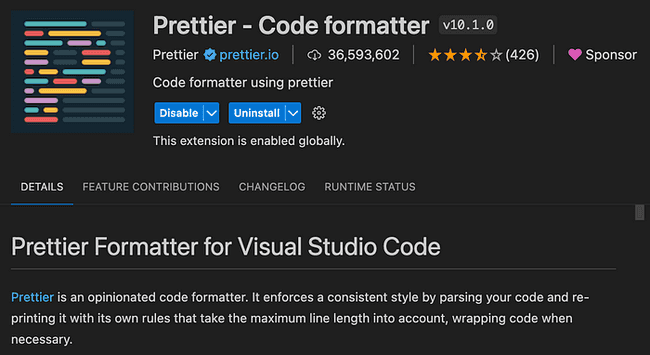 Prettier - Code formatter v10.1.0
Prettier prettier.io 36,593,602 (426) Sponsor
Code formatter using prettier
Disable Uninstall
This extension is enabled globally.
DETAILS FEATURE CONTRIBUTIONS CHANGELOG RUNTIME STATUS
Prettier Formatter for Visual Studio Code
Prettier is an opinionated code formatter. It enforces a consistent style by parsing your code and re-
printing it with its own rules that take the maximum line length into account, wrapping code when
necessary.